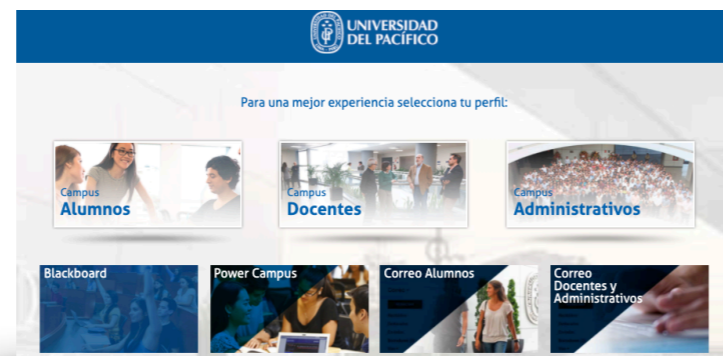 UNIVERSIDAD
DEL PACÍFICO
Para una mejor experiencia selecciona tu perfil:
Campus
Alumnos
Campus
Docentes
Campus
Administrativos
Blackboard
Power Campus
Correo Alumnos
Correo
Docentes y
Administrativos